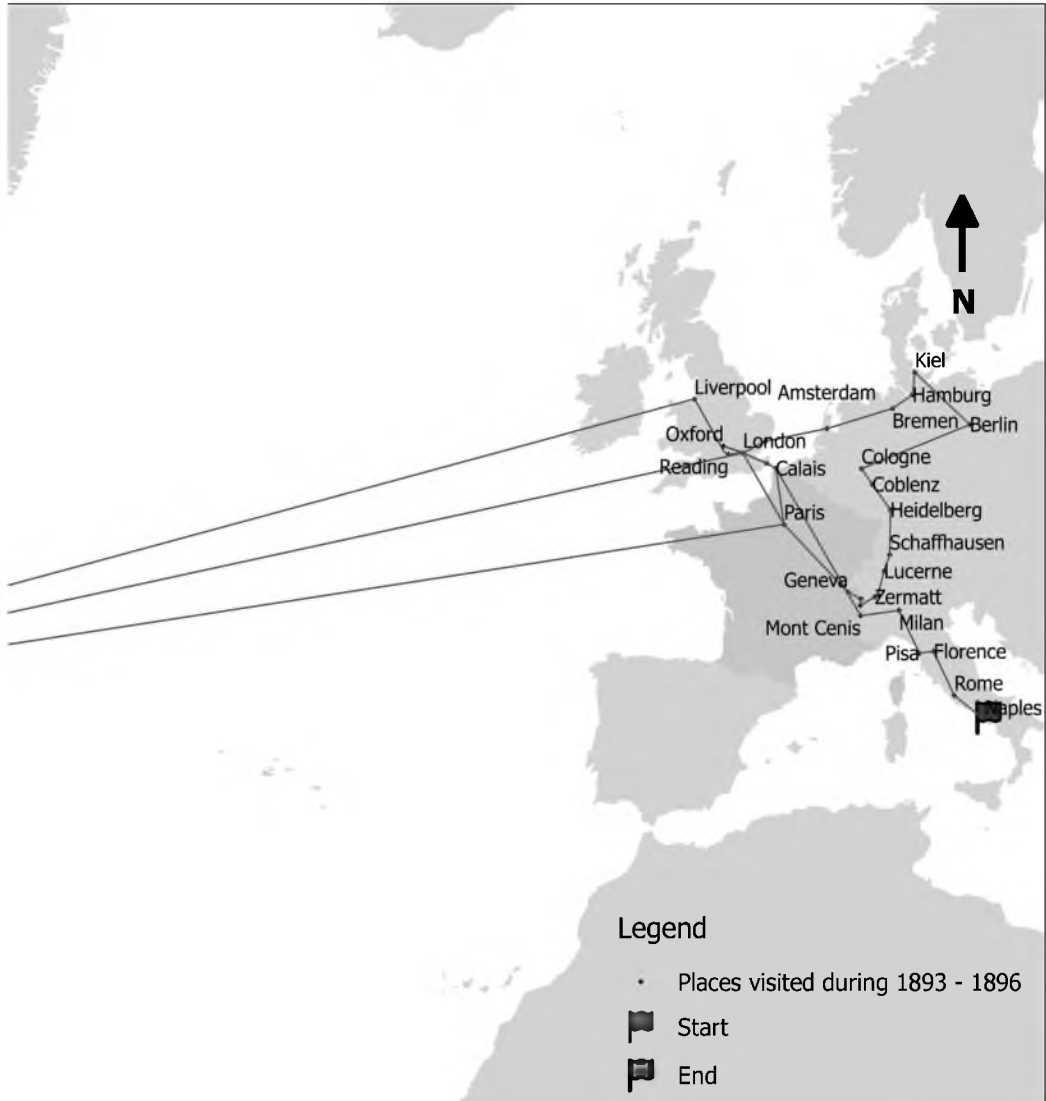 N
Kiel
Liverpool
Amsterdam
Hamburg
Bremen
Berlin
Oxford
London
Reading
Calais
Cologne
Coblenz
Paris
Heidelberg
Schaffhausen
Geneva
Lucerne
Zermatt
Mont Cenis
Milan
Pisa
Florence
Rome
Naples
Legend
Places visited during 1893 - 1896
Start
End